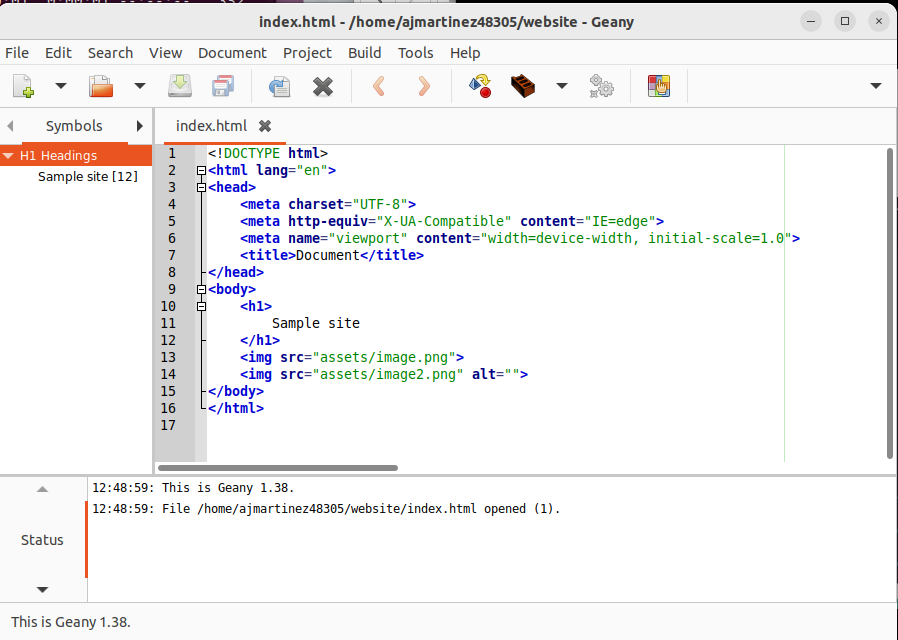 index.html - /home/ajmartinez48305/website - Geany
File Edit Search View Document Project Build Tools Help
Symbols
index.html
H1 Headings
Sample site [12]
1 <!DOCTYPE html>
2 <html lang="en">
3 <head>
4     <meta charset="UTF-8">
5     <meta http-equiv="X-UA-Compatible" content="IE=edge">
6     <meta name="viewport" content="width=device-width, initial-scale=1.0">
7     <title>Document</title>
8 </head>
9 <body>
10     <h1>
11         Sample site
12     </h1>
13     <img src="assets/image.png">
14     <img src="assets/image2.png" alt="">
15 </body>
16 </html>
17
12:48:59: This is Geany 1.38.
12:48:59: File /home/ajmartinez48305/website/index.html opened (1).
Status
This is Geany 1.38.